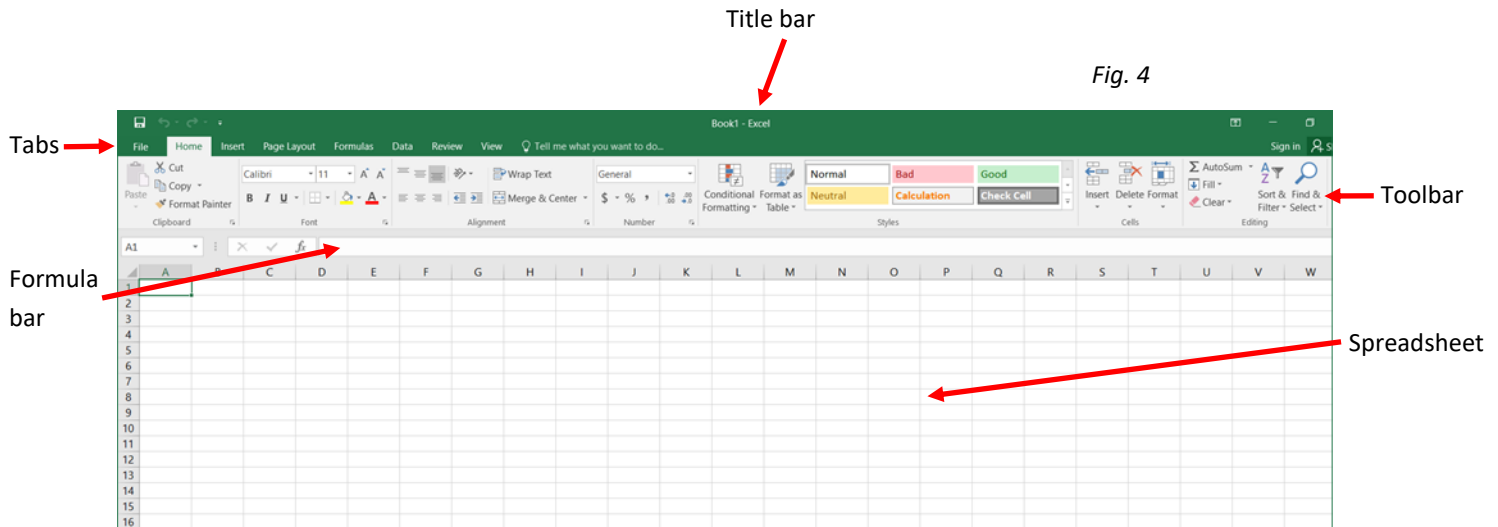 Title bar
Fig. 4
Book1 - Excel
Tabs
File Home Insert Page Layout Formulas Data Review View Tell me what you want to do... Sign in S
Cut
Copy
Format Painter
Paste
Clipboard
Calibri 11 A A
B I U A
Font
Wrap Text
Merge & Center
Alignment
General
$ % , .0 .00
Number
Conditional Formatting
Format as Table
Normal Bad Good
Neutral Calculation Check Cell
Styles
Insert Delete Format
Cells
AutoSum
Fill
Clear
Sort & Filter
Find & Select
Editing
Toolbar
A1 fx
Formula
bar
A B C D E F G H I J K L M N O P Q R S T U V W
1
2
3
4
5
6
7
8
9
10
11
12
13
14
15
16
Spreadsheet